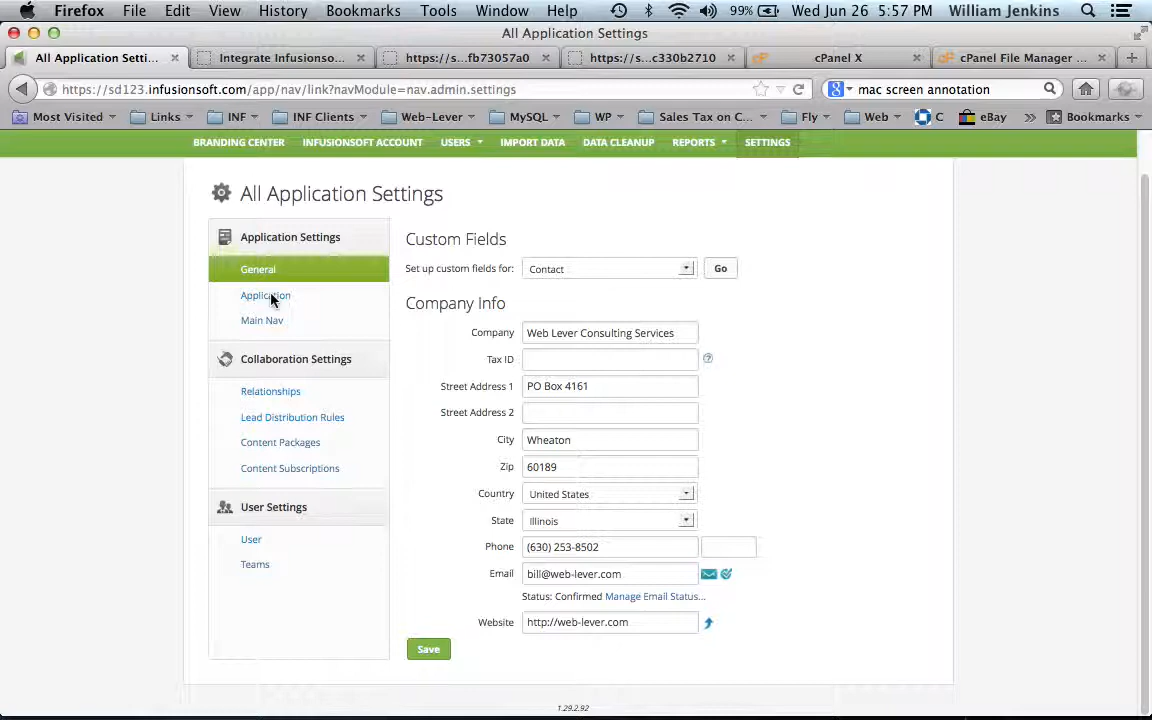 Firefox File Edit View History Bookmarks Tools Window Help 99% Wed Jun 26 5:57 PM William Jenkins
All Application Settings
All Application Setti... Integrate Infusionso... https://s...fb73057a0 https://s...c330b2710 cPanel X cPanel File Manager ...
https://sd123.infusionsoft.com/app/nav/link?navModule=nav.admin.settings mac screen annotation
Most Visited Links INF INF Clients Web-Lever MySQL WP Sales Tax on C... Fly Web C eBay Bookmarks
BRANDING CENTER INFUSIONSOFT ACCOUNT USERS IMPORT DATA DATA CLEANUP REPORTS SETTINGS
All Application Settings
Application Settings
General
Application
Main Nav
Collaboration Settings
Relationships
Lead Distribution Rules
Content Packages
Content Subscriptions
User Settings
User
Teams
Custom Fields
Set up custom fields for: Contact Go
Company Info
Company Web Lever Consulting Services
Tax ID
Street Address 1 PO Box 4161
Street Address 2
City Wheaton
Zip 60189
Country United States
State Illinois
Phone (630) 253-8502
Email bill@web-lever.com
Status: Confirmed Manage Email Status...
Website http://web-lever.com
Save
1.29.2.92